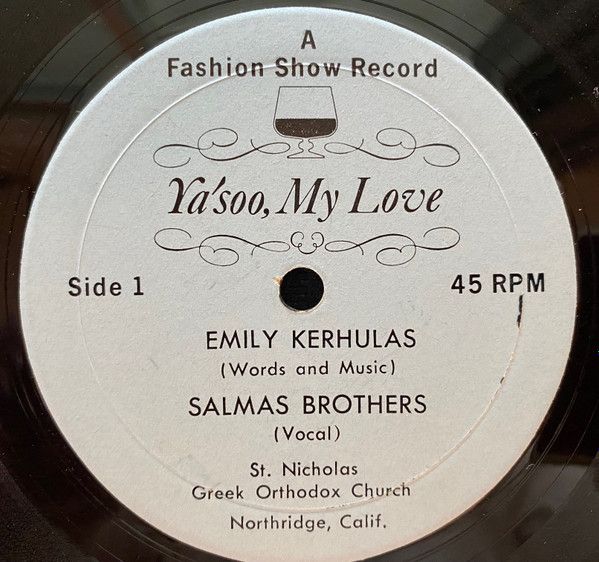 A
Fashion Show Record
Ya'soo, My Love
Side 1
45 RPM
EMILY KERHULAS
(Words and Music)
SALMAS BROTHERS
(Vocal)
St. Nicholas
Greek Orthodox Church
Northridge, Calif.